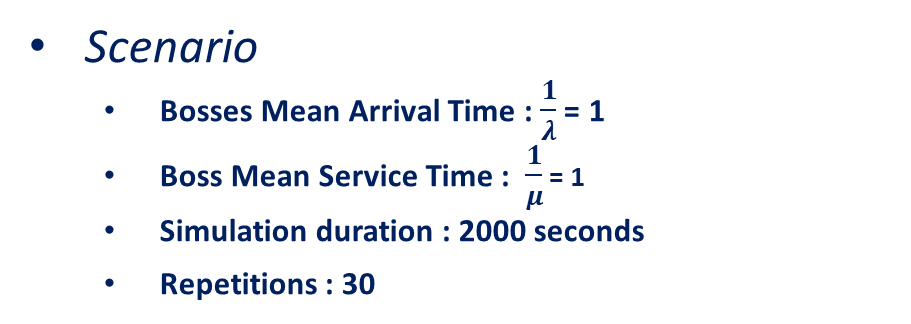 • Scenario
• Bosses Mean Arrival Time : 1/λ = 1
• Boss Mean Service Time : 1/μ = 1
• Simulation duration : 2000 seconds
• Repetitions : 30